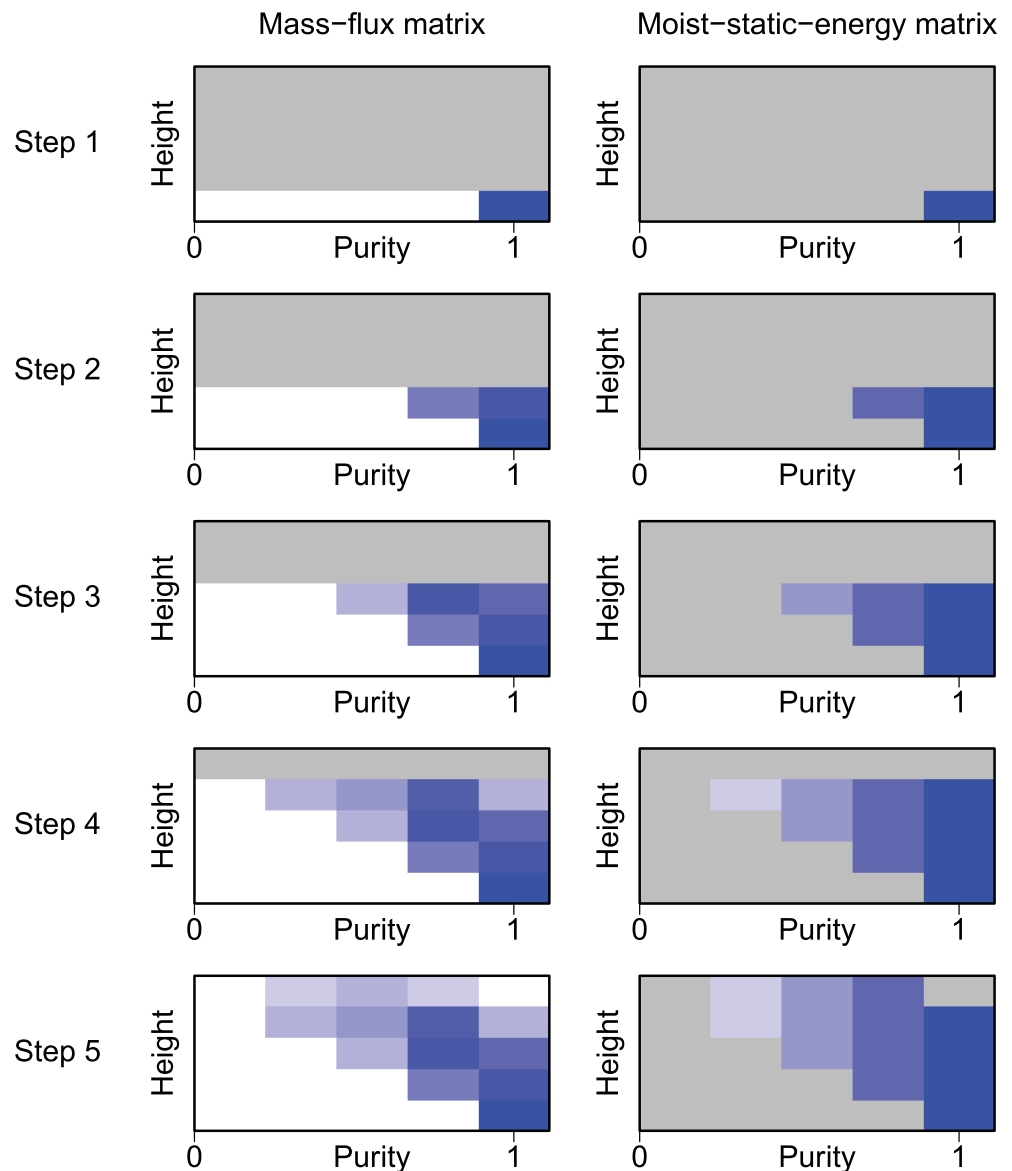 Mass−flux matrix
Moist−static−energy matrix
Step 1
Height
Height
0 Purity 1
0 Purity 1
Step 2
Height
Height
0 Purity 1
0 Purity 1
Step 3
Height
Height
0 Purity 1
0 Purity 1
Step 4
Height
Height
0 Purity 1
0 Purity 1
Step 5
Height
Height
0 Purity 1
0 Purity 1